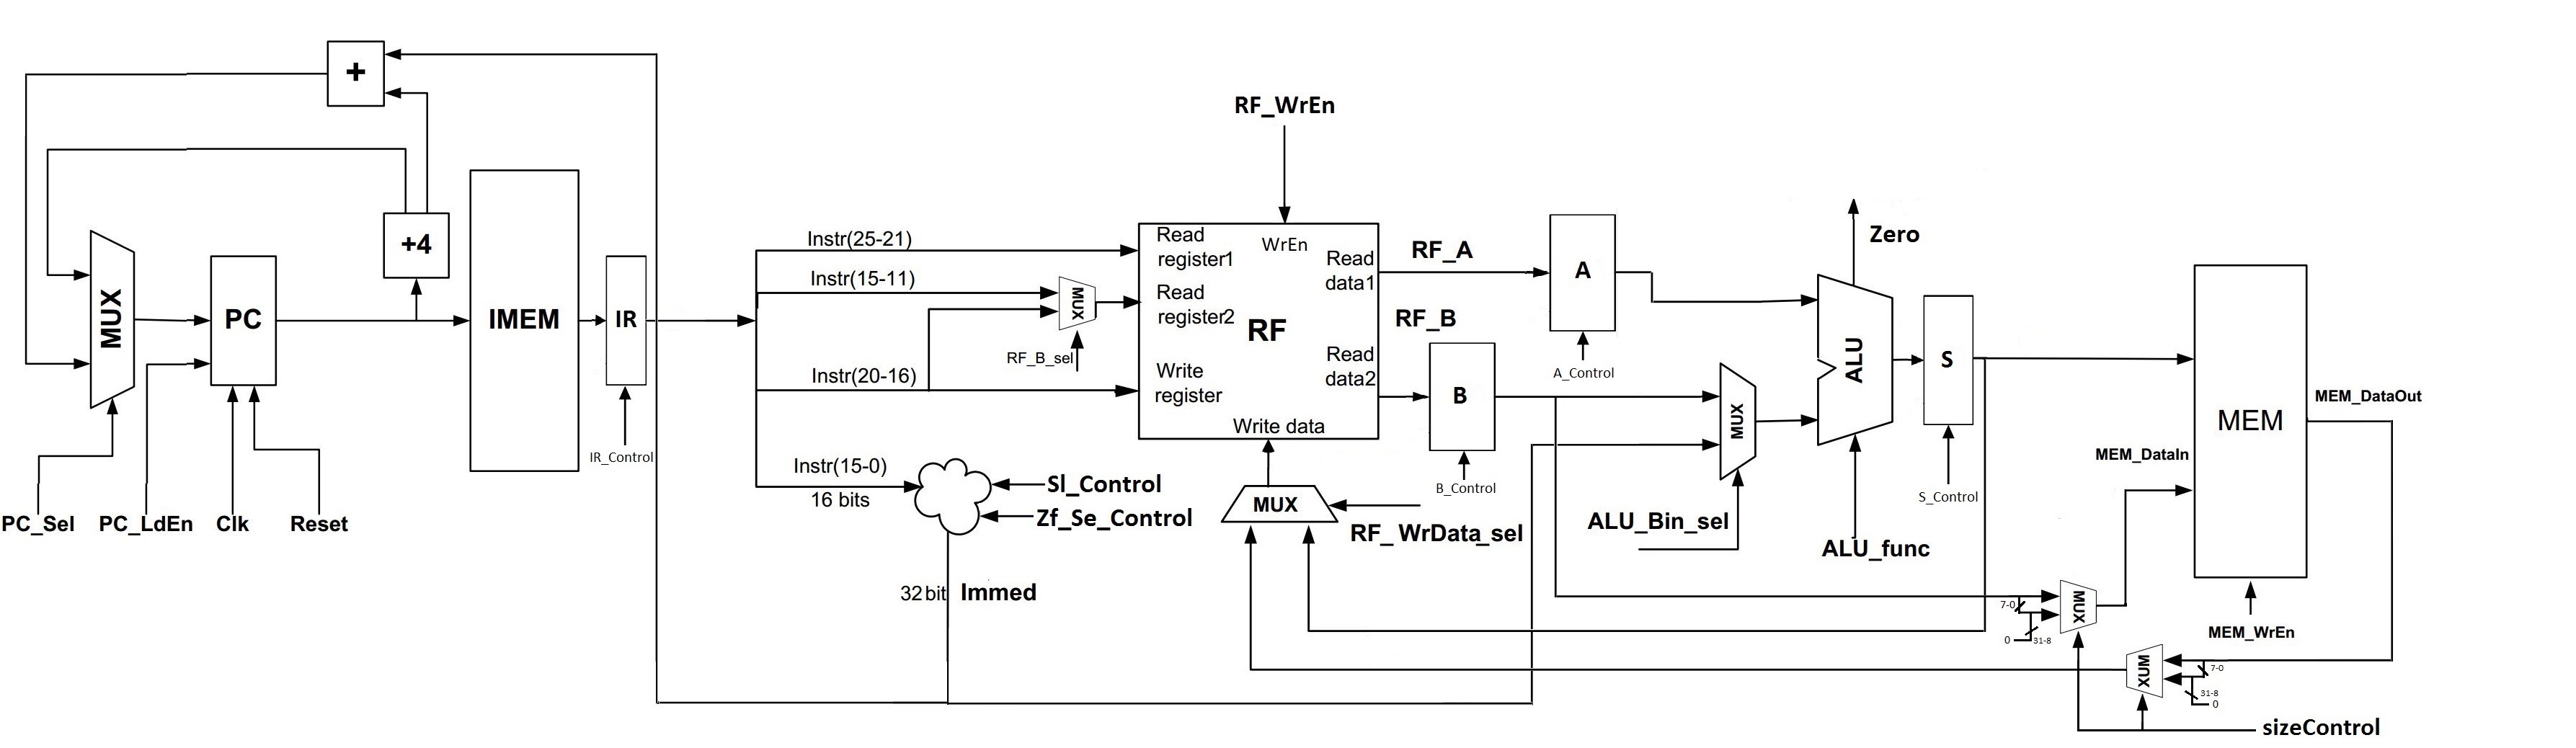 +
RF_WrEn
+4
MUX
PC
IMEM
IR
IR_Control
PC_Sel
PC_LdEn
Clk
Reset
Instr(25-21)
Instr(15-11)
MUX
RF_B_sel
Instr(20-16)
Instr(15-0)
16 bits
Sl_Control
Zf_Se_Control
32 bit
Immed
Read
register1
WrEn
Read
data1
Read
register2
RF
Read
data2
Write
register
Write data
MUX
RF_ WrData_sel
RF_A
RF_B
A
A_Control
B
B_Control
MUX
ALU_Bin_sel
Zero
ALU
ALU_func
S
S_Control
MEM
MEM_DataOut
MEM_DataIn
MEM_WrEn
7-0
0
31-8
MUX
MUX
7-0
31-8
0
sizeControl